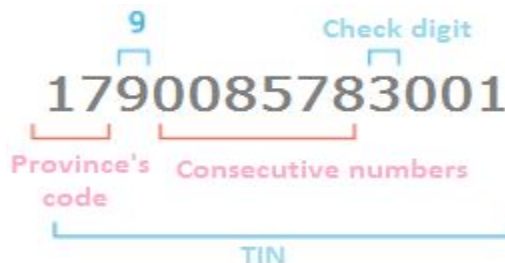 9
Check digit
1790085783001
Province's
code
Consecutive numbers
TIN